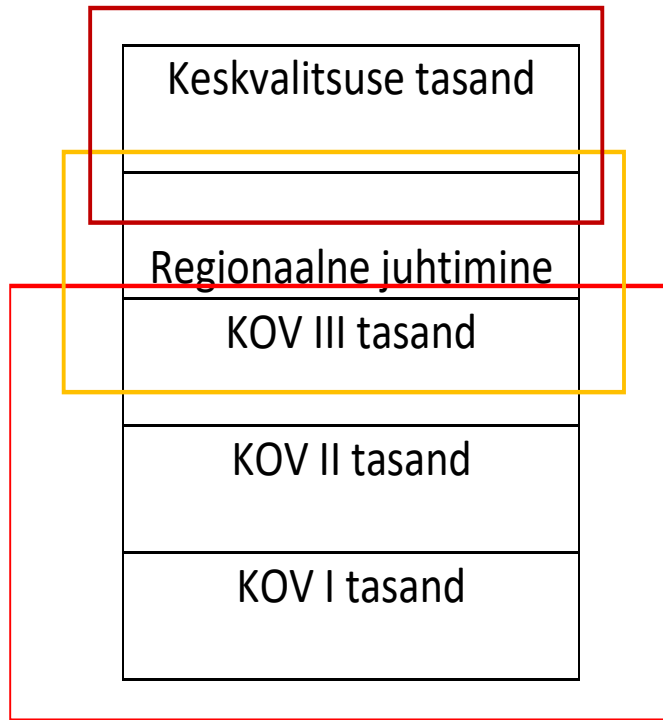 Keskvalitsuse tasand
Regionaalne juhtimine
KOV III tasand
KOV II tasand
KOV I tasand